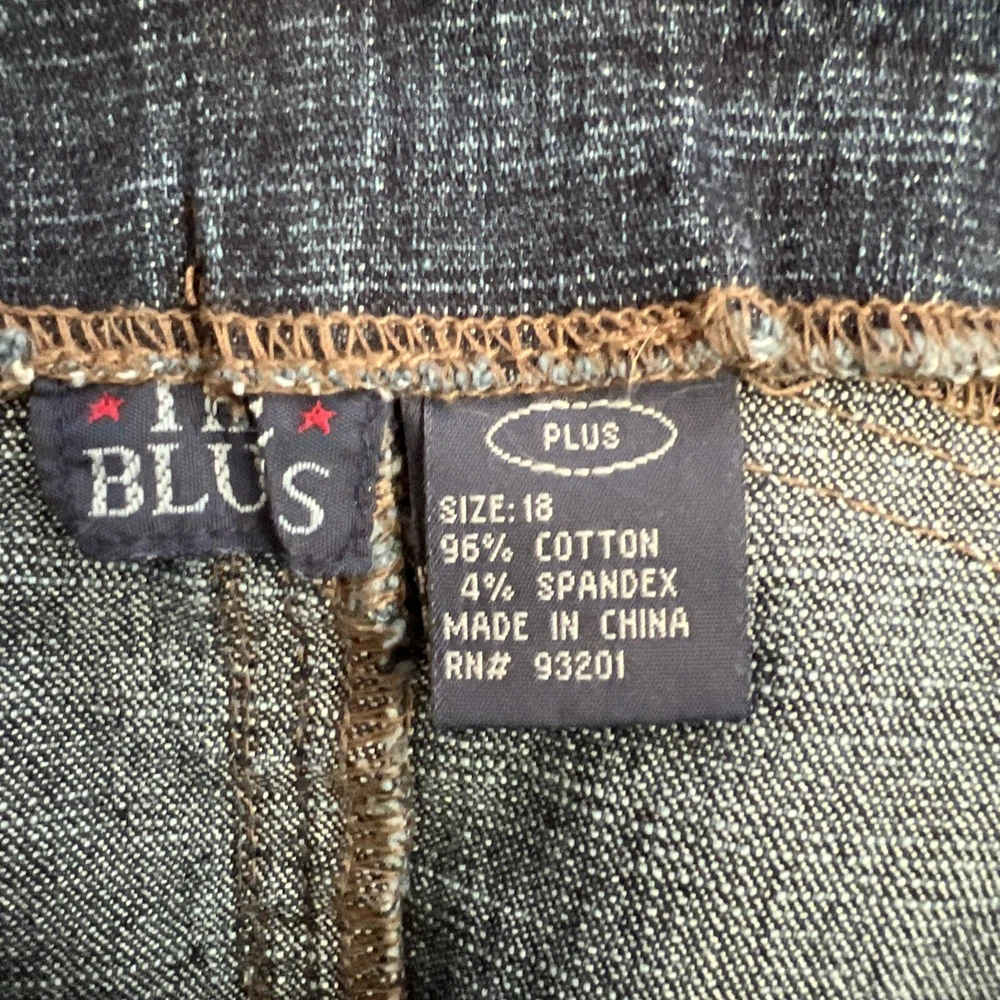 BLUS
PLUS
SIZE: 18
96% COTTON
4% SPANDEX
MADE IN CHINA
RN# 93201